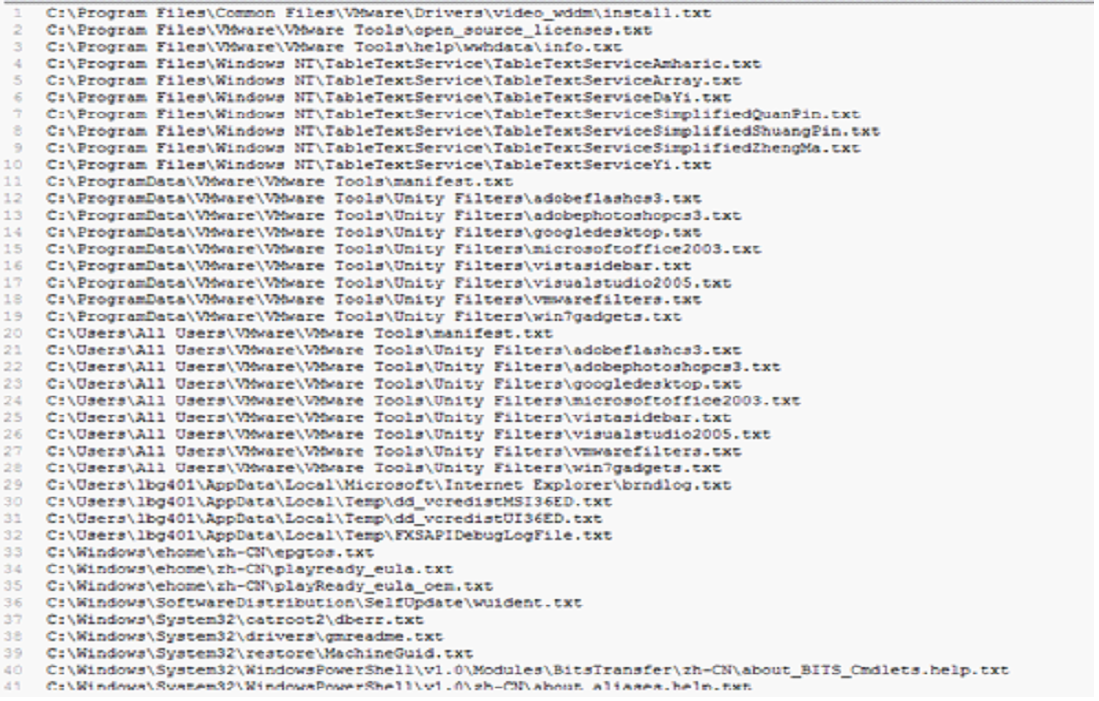 1 C:\Program Files\Common Files\VMware\Drivers\video_wddm\install.txt
2 C:\Program Files\VMware\VMware Tools\open_source_licenses.txt
3 C:\Program Files\VMware\VMware Tools\help\wwhdata\info.txt
4 C:\Program Files\Windows NT\TableTextService\TableTextServiceAmharic.txt
5 C:\Program Files\Windows NT\TableTextService\TableTextServiceArray.txt
6 C:\Program Files\Windows NT\TableTextService\TableTextServiceDaYi.txt
7 C:\Program Files\Windows NT\TableTextService\TableTextServiceSimplifiedQuanPin.txt
8 C:\Program Files\Windows NT\TableTextService\TableTextServiceSimplifiedShuangPin.txt
9 C:\Program Files\Windows NT\TableTextService\TableTextServiceSimplifiedZhengMa.txt
10 C:\Program Files\Windows NT\TableTextService\TableTextServiceYi.txt
11 C:\ProgramData\VMware\VMware Tools\manifest.txt
12 C:\ProgramData\VMware\VMware Tools\Unity Filters\adobeflashcs3.txt
13 C:\ProgramData\VMware\VMware Tools\Unity Filters\adobephotoshopcs3.txt
14 C:\ProgramData\VMware\VMware Tools\Unity Filters\googledesktop.txt
15 C:\ProgramData\VMware\VMware Tools\Unity Filters\microsoftoffice2003.txt
16 C:\ProgramData\VMware\VMware Tools\Unity Filters\vistasidebar.txt
17 C:\ProgramData\VMware\VMware Tools\Unity Filters\visualstudio2005.txt
18 C:\ProgramData\VMware\VMware Tools\Unity Filters\vmwarefilters.txt
19 C:\ProgramData\VMware\VMware Tools\Unity Filters\win7gadgets.txt
20 C:\Users\All Users\VMware\VMware Tools\manifest.txt
21 C:\Users\All Users\VMware\VMware Tools\Unity Filters\adobeflashcs3.txt
22 C:\Users\All Users\VMware\VMware Tools\Unity Filters\adobephotoshopcs3.txt
23 C:\Users\All Users\VMware\VMware Tools\Unity Filters\googledesktop.txt
24 C:\Users\All Users\VMware\VMware Tools\Unity Filters\microsoftoffice2003.txt
25 C:\Users\All Users\VMware\VMware Tools\Unity Filters\vistasidebar.txt
26 C:\Users\All Users\VMware\VMware Tools\Unity Filters\visualstudio2005.txt
27 C:\Users\All Users\VMware\VMware Tools\Unity Filters\vmwarefilters.txt
28 C:\Users\All Users\VMware\VMware Tools\Unity Filters\win7gadgets.txt
29 C:\Users\lbg401\AppData\Local\Microsoft\Internet Explorer\brndlog.txt
30 C:\Users\lbg401\AppData\Local\Temp\dd_vcredistMSI36ED.txt
31 C:\Users\lbg401\AppData\Local\Temp\dd_vcredistUI36ED.txt
32 C:\Users\lbg401\AppData\Local\Temp\FXSAPIDebugLogFile.txt
33 C:\Windows\ehome\zh-CN\epgtos.txt
34 C:\Windows\ehome\zh-CN\playready_eula.txt
35 C:\Windows\ehome\zh-CN\playReady_eula_oem.txt
36 C:\Windows\SoftwareDistribution\SelfUpdate\wuident.txt
37 C:\Windows\System32\catroot2\dberr.txt
38 C:\Windows\System32\drivers\gmreadme.txt
39 C:\Windows\System32\restore\MachineGuid.txt
40 C:\Windows\System32\WindowsPowerShell\v1.0\Modules\BitsTransfer\zh-CN\about_BITS_Cmdlets.help.txt
41 C:\Windows\System32\WindowsPowerShell\v1.0\zh-CN\about_aliases.help.txt